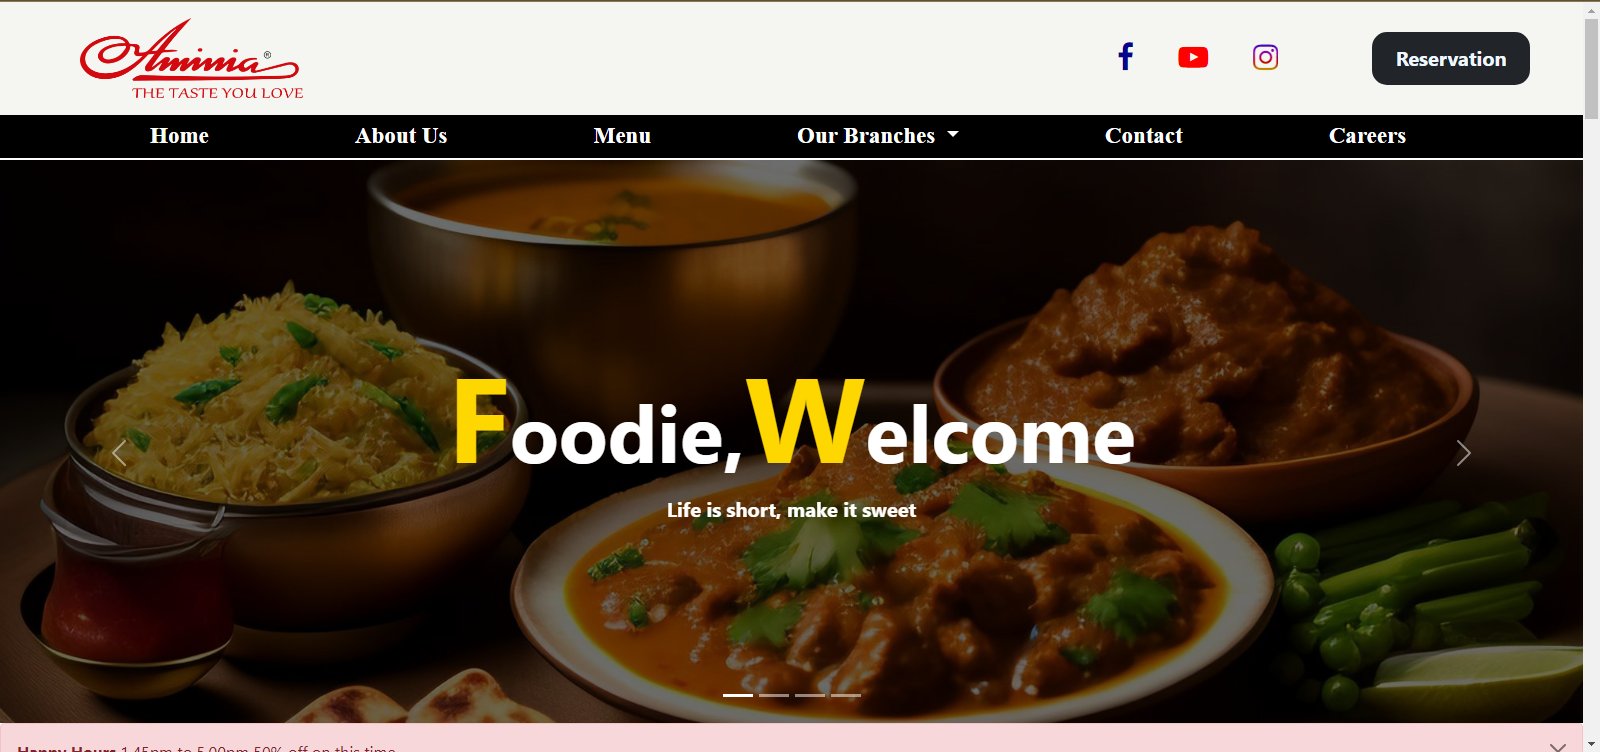 Aminia®
THE TASTE YOU LOVE
Reservation
Home About Us Menu Our Branches Contact Careers
Foodie,Welcome
Life is short, make it sweet
Happy Hours 1.45pm to 5.00pm 50% off on this time